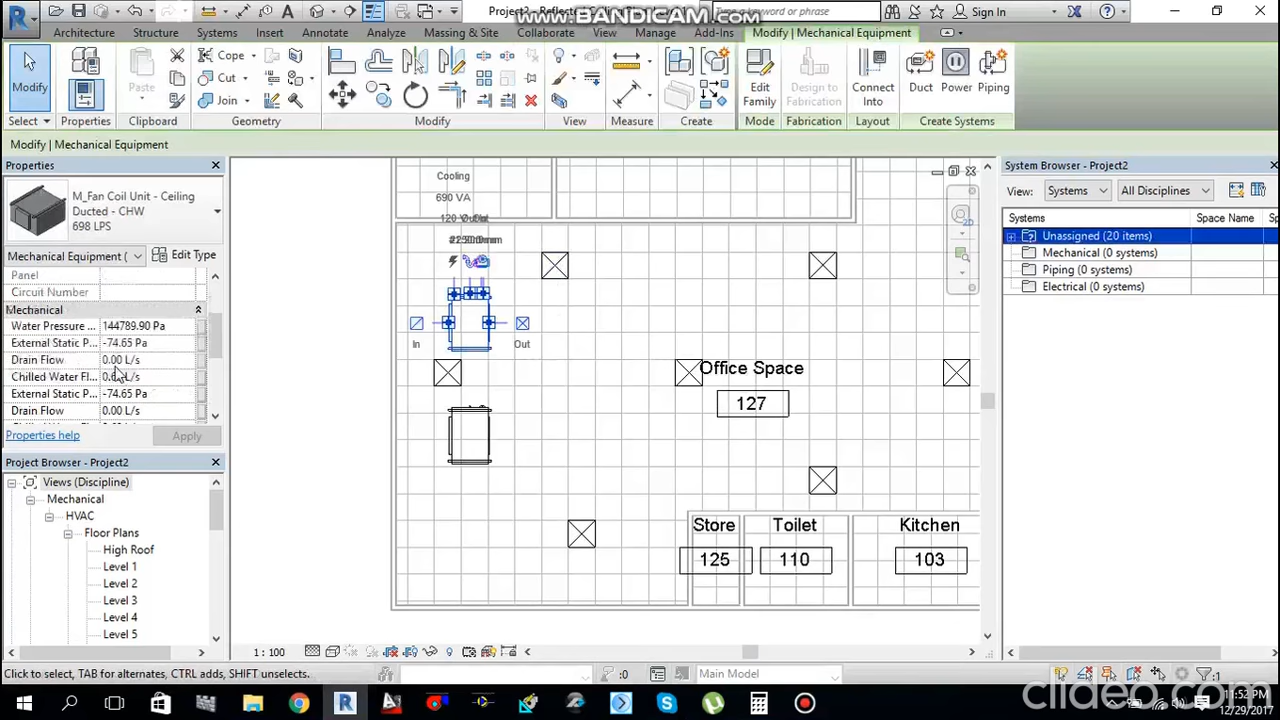 Project2 - Reflected Ceiling Pl...
www.BANDICAM.com
Type a keyword or phrase
Sign In
Architecture Structure Systems Insert Annotate Analyze Massing & Site Collaborate View Manage Add-Ins Modify | Mechanical Equipment
Modify
Select
Properties
Paste
Clipboard
Cope
Cut
Join
Geometry
Modify
View
Measure
Create
Edit
Family
Mode
Design to
Fabrication
Fabrication
Connect
Into
Layout
Duct Power Piping
Create Systems
Modify | Mechanical Equipment
Properties
M_Fan Coil Unit - Ceiling
Ducted - CHW
698 LPS
Mechanical Equipment (
Edit Type
Panel
Circuit Number
Mechanical
Water Pressure ... 144789.90 Pa
External Static P... -74.65 Pa
Drain Flow 0.00 L/s
Chilled Water Fl...
External Static P... -74.65 Pa
Drain Flow 0.00 L/s
Properties help
Apply
Project Browser - Project2
Views (Discipline)
Mechanical
HVAC
Floor Plans
High Roof
Level 1
Level 2
Level 3
Level 4
Level 5
Cooling
690 VA
In
Out
Office Space
127
Store Toilet Kitchen
125 110 103
1 : 100
System Browser - Project2
View: Systems All Disciplines
Systems Space Name
Unassigned (20 items)
Mechanical (0 systems)
Piping (0 systems)
Electrical (0 systems)
Click to select, TAB for alternates, CTRL adds, SHIFT unselects.
:0
Main Model
:1
clideo.com
11:52 PM
12/29/2017